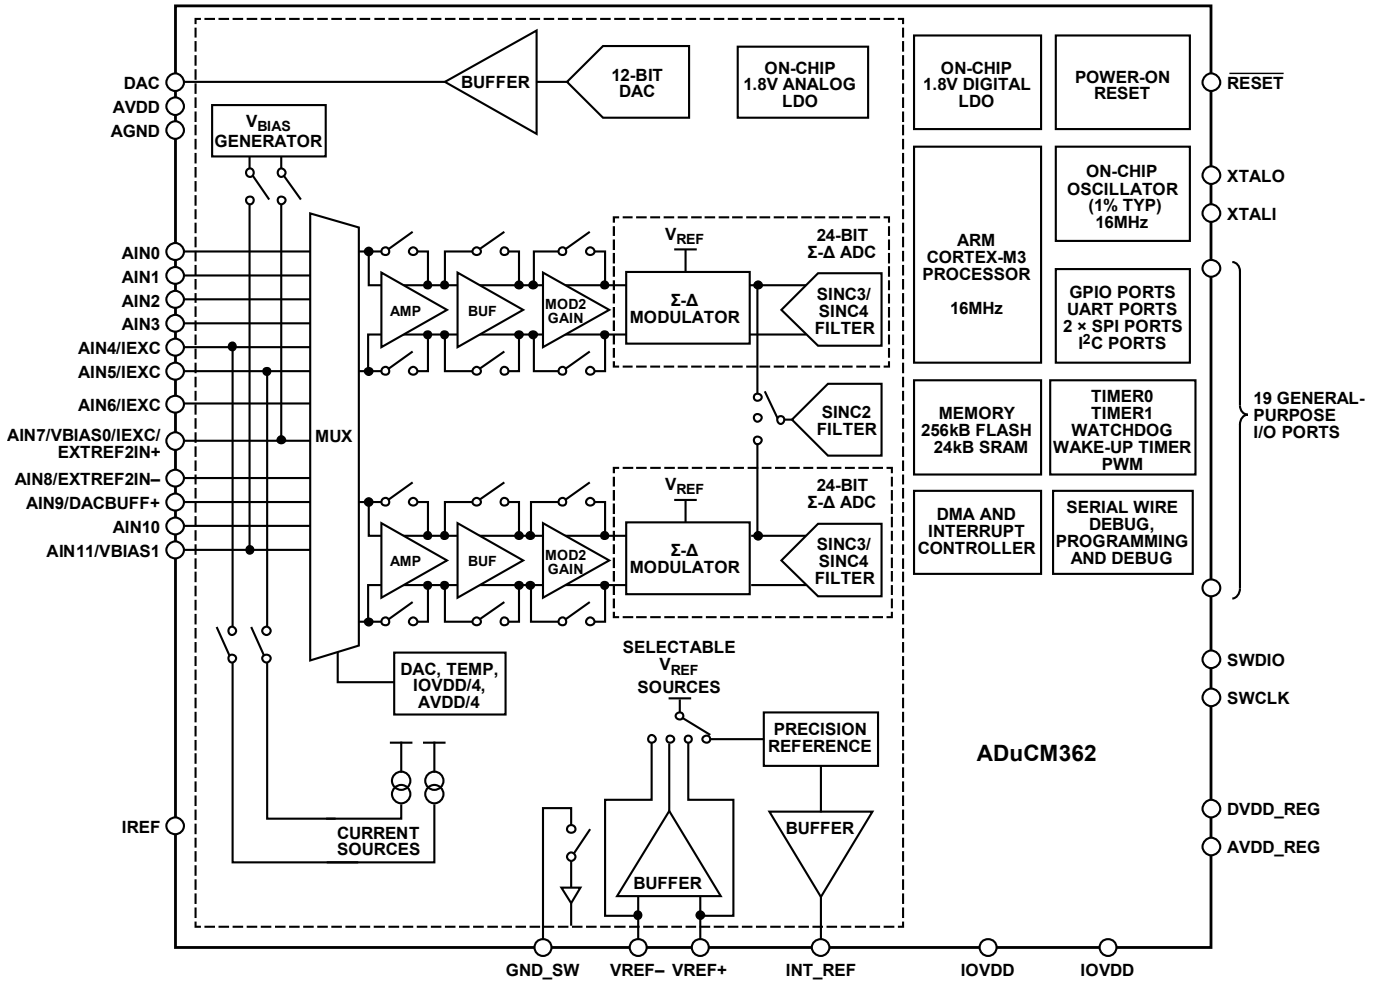 DAC
AVDD
AGND
VBIAS
GENERATOR
BUFFER
12-BIT
DAC
ON-CHIP
1.8V ANALOG
LDO
ON-CHIP
1.8V DIGITAL
LDO
POWER-ON
RESET
RESET
XTALO
XTALI
ARM
CORTEX-M3
PROCESSOR
16MHz
ON-CHIP
OSCILLATOR
(1% TYP)
16MHz
GPIO PORTS
UART PORTS
2 × SPI PORTS
I2C PORTS
AIN0
AIN1
AIN2
AIN3
AIN4/IEXC
AIN5/IEXC
AIN6/IEXC
AIN7/VBIAS0/IEXC/
EXTREF2IN+
AIN8/EXTREF2IN–
AIN9/DACBUFF+
AIN10
AIN11/VBIAS1
MUX
AMP
BUF
MOD2
GAIN
VREF
24-BIT
Σ-Δ ADC
Σ-Δ
MODULATOR
SINC3/
SINC4
FILTER
SINC2
FILTER
AMP
BUF
MOD2
GAIN
VREF
24-BIT
Σ-Δ ADC
Σ-Δ
MODULATOR
SINC3/
SINC4
FILTER
MEMORY
256kB FLASH
24kB SRAM
TIMER0
TIMER1
WATCHDOG
WAKE-UP TIMER
PWM
19 GENERAL-
PURPOSE
I/O PORTS
DMA AND
INTERRUPT
CONTROLLER
SERIAL WIRE
DEBUG,
PROGRAMMING
AND DEBUG
SWDIO
SWCLK
DAC, TEMP,
IOVDD/4,
AVDD/4
SELECTABLE
VREF
SOURCES
PRECISION
REFERENCE
ADuCM362
IREF
CURRENT
SOURCES
BUFFER
BUFFER
DVDD_REG
AVDD_REG
GND_SW
VREF–
VREF+
INT_REF
IOVDD
IOVDD